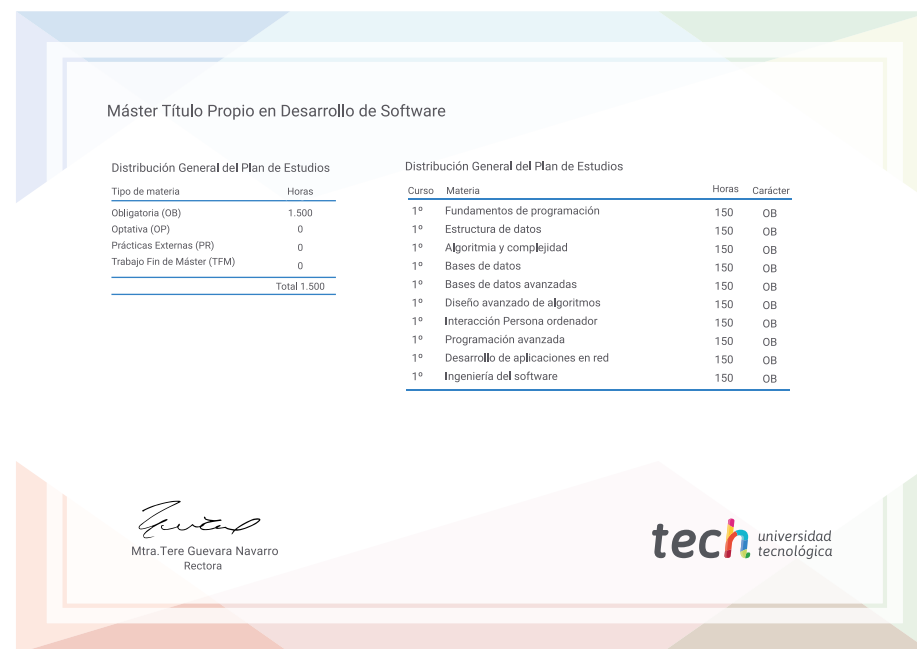 Máster Título Propio en Desarrollo de Software
Distribución General del Plan de Estudios
Tipo de materia Horas
Obligatoria (OB) 1.500
Optativa (OP) 0
Prácticas Externas (PR) 0
Trabajo Fin de Máster (TFM) 0
Total 1.500
Distribución General del Plan de Estudios
Curso Materia Horas Carácter
1º Fundamentos de programación 150 OB
1º Estructura de datos 150 OB
1º Algoritmia y complejidad 150 OB
1º Bases de datos 150 OB
1º Bases de datos avanzadas 150 OB
1º Diseño avanzado de algoritmos 150 OB
1º Interacción Persona ordenador 150 OB
1º Programación avanzada 150 OB
1º Desarrollo de aplicaciones en red 150 OB
1º Ingeniería del software 150 OB
Mtra.Tere Guevara Navarro
Rectora
tech universidad
tecnológica